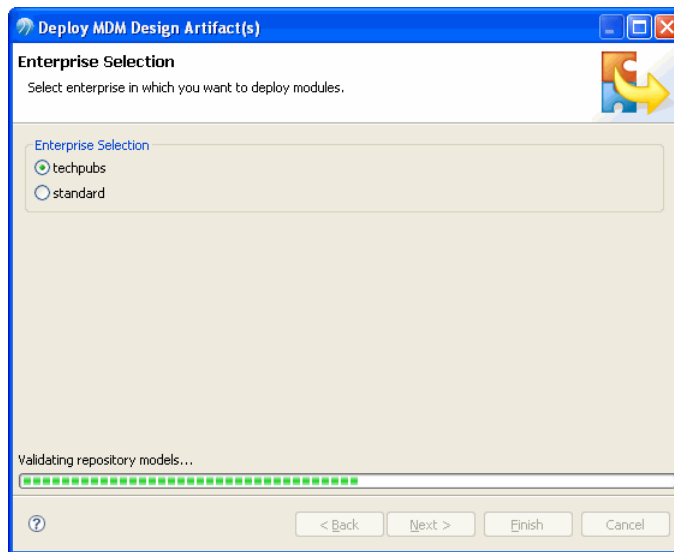 Deploy MDM Design Artifact(s)
Enterprise Selection
Select enterprise in which you want to deploy modules.
Enterprise Selection
techpubs
standard
Validating repository models...
? < Back Next > Finish Cancel